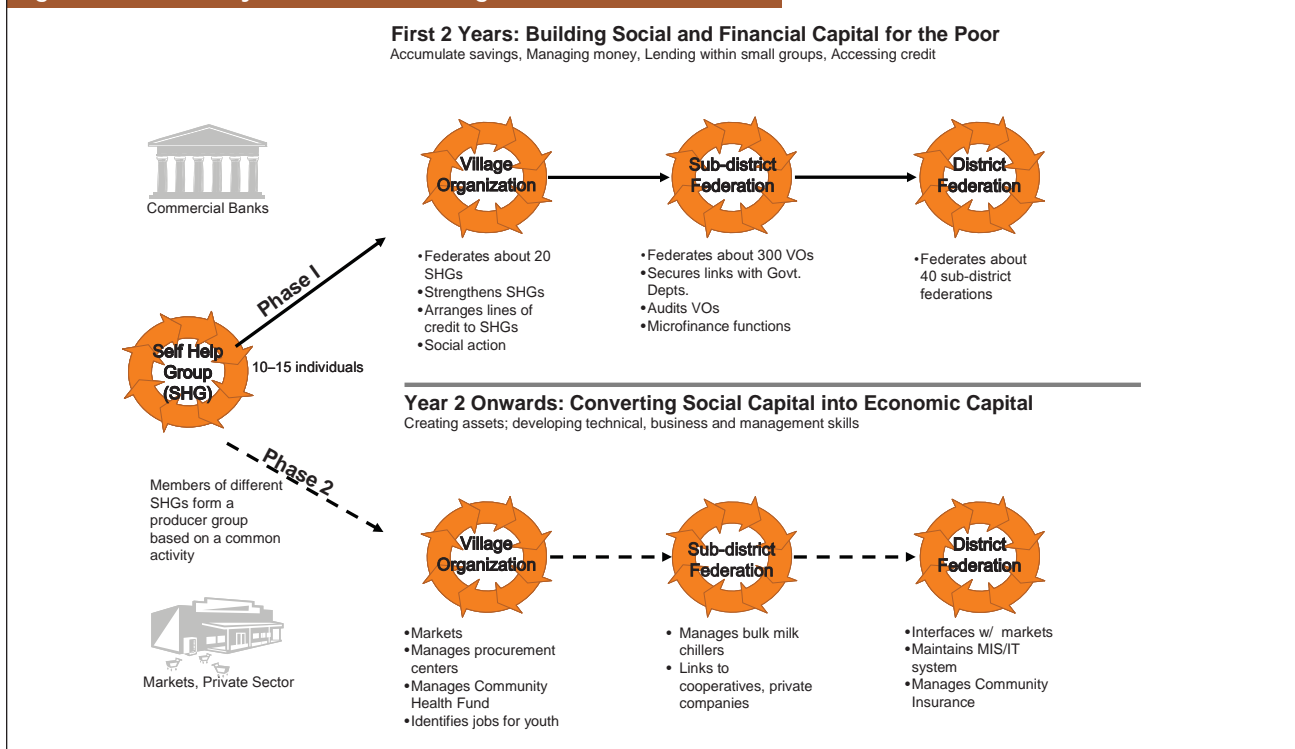 First 2 Years: Building Social and Financial Capital for the Poor
Accumulate savings, Managing money, Lending within small groups, Accessing credit
Commercial Banks
Village
Organization
Sub-district
Federation
District
Federation
•Federates about 20
SHGs
•Strengthens SHGs
•Arranges lines of
credit to SHGs
•Social action
•Federates about 300 VOs
•Secures links with Govt.
Depts.
•Audits VOs
•Microfinance functions
•Federates about
40 sub-district
federations
Phase I
Self Help
Group
(SHG)
10–15 individuals
Year 2 Onwards: Converting Social Capital into Economic Capital
Creating assets; developing technical, business and management skills
Phase 2
Members of different
SHGs form a
producer group
based on a common
activity
Markets, Private Sector
Village
Organization
Sub-district
Federation
District
Federation
•Markets
•Manages procurement
centers
•Manages Community
Health Fund
•Identifies jobs for youth
• Manages bulk milk
chillers
• Links to
cooperatives, private
companies
•Interfaces w/ markets
•Maintains MIS/IT
system
•Manages Community
Insurance